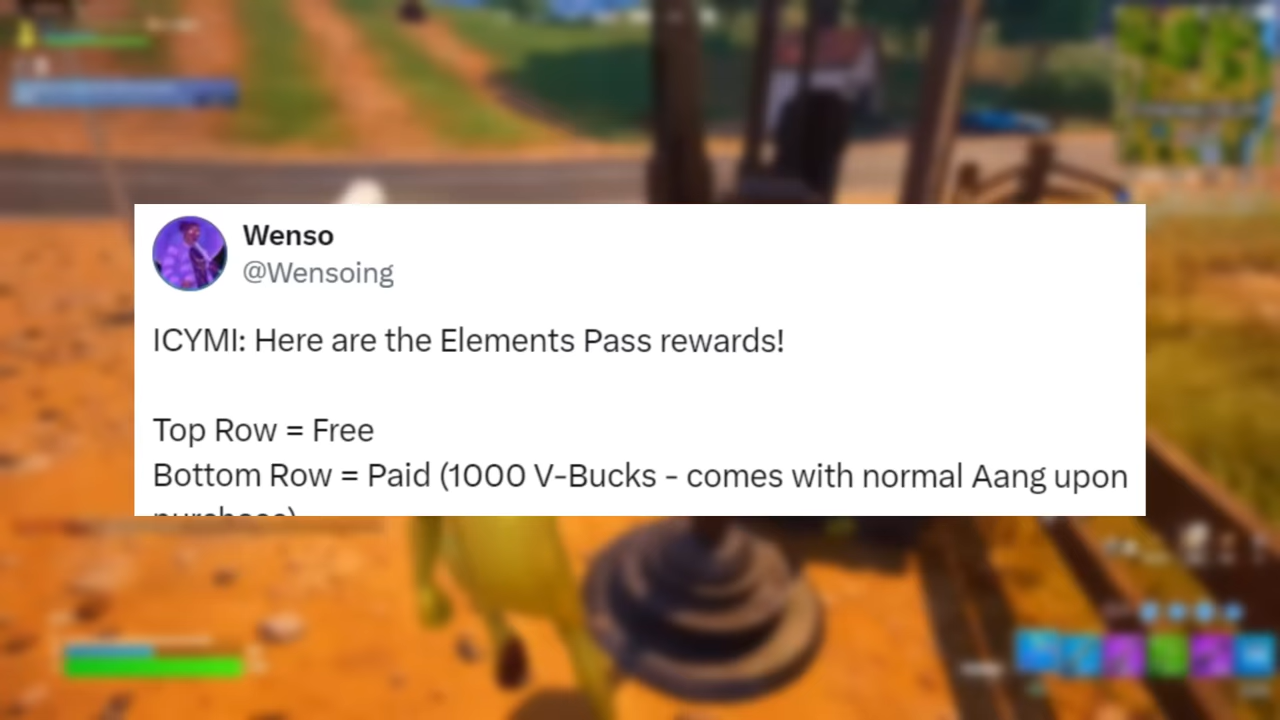 Wenso
@Wensoing
ICYMI: Here are the Elements Pass rewards!
Top Row = Free
Bottom Row = Paid (1000 V-Bucks - comes with normal Aang upon
purchase)